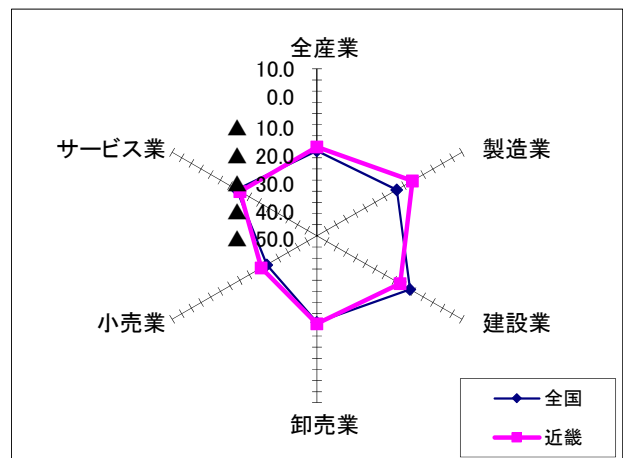 全産業
10.0
0.0
▲ 10.0
▲ 20.0
▲ 30.0
▲ 40.0
▲ 50.0
サービス業
製造業
小売業
建設業
卸売業
全国
近畿